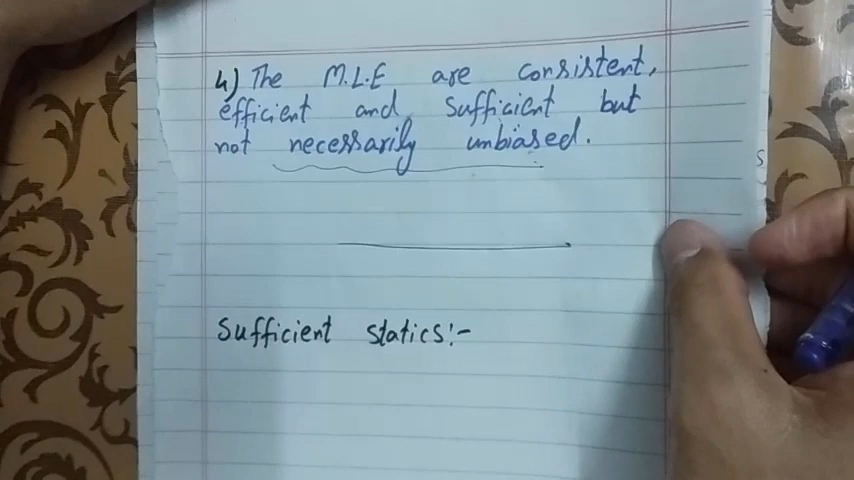 4) The M.L.E are consistent,
efficient and sufficient but
not necessarily unbiased.
Sufficient statics:-